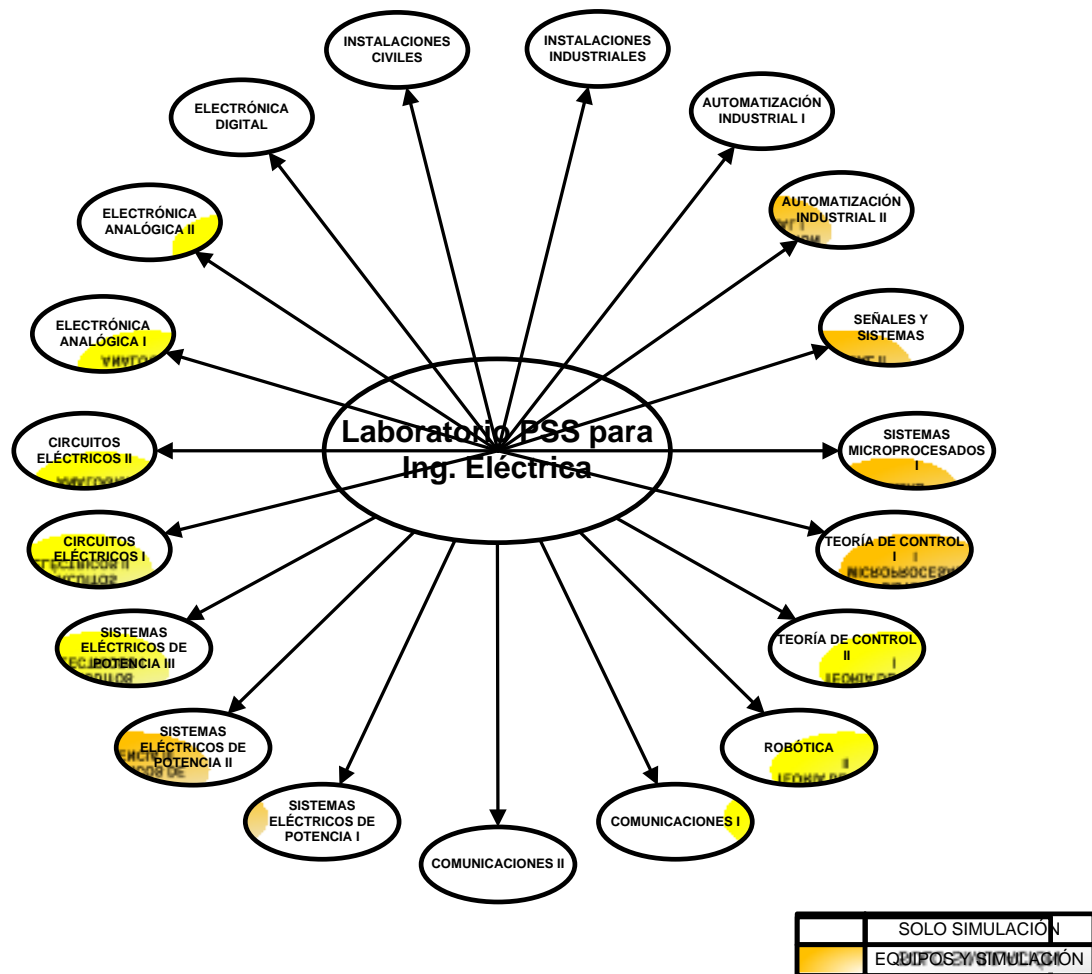 INSTALACIONES
CIVILES
INSTALACIONES
INDUSTRIALES
ELECTRÓNICA
DIGITAL
AUTOMATIZACIÓN
INDUSTRIAL I
ELECTRÓNICA
ANALÓGICA II
AUTOMATIZACIÓN
INDUSTRIAL II
ELECTRÓNICA
ANALÓGICA I
SEÑALES Y
SISTEMAS
Laboratorio PSS para
Ing. Eléctrica
CIRCUITOS
ELÉCTRICOS II
SISTEMAS
MICROPROCESADOS
I
CIRCUITOS
ELÉCTRICOS I
TEORÍA DE CONTROL
I
SISTEMAS
ELÉCTRICOS DE
POTENCIA III
TEORÍA DE CONTROL
II
SISTEMAS
ELÉCTRICOS DE
POTENCIA II
ROBÓTICA
SISTEMAS
ELÉCTRICOS DE
POTENCIA I
COMUNICACIONES I
COMUNICACIONES II
SOLO SIMULACIÓN
EQUIPOS Y SIMULACIÓN